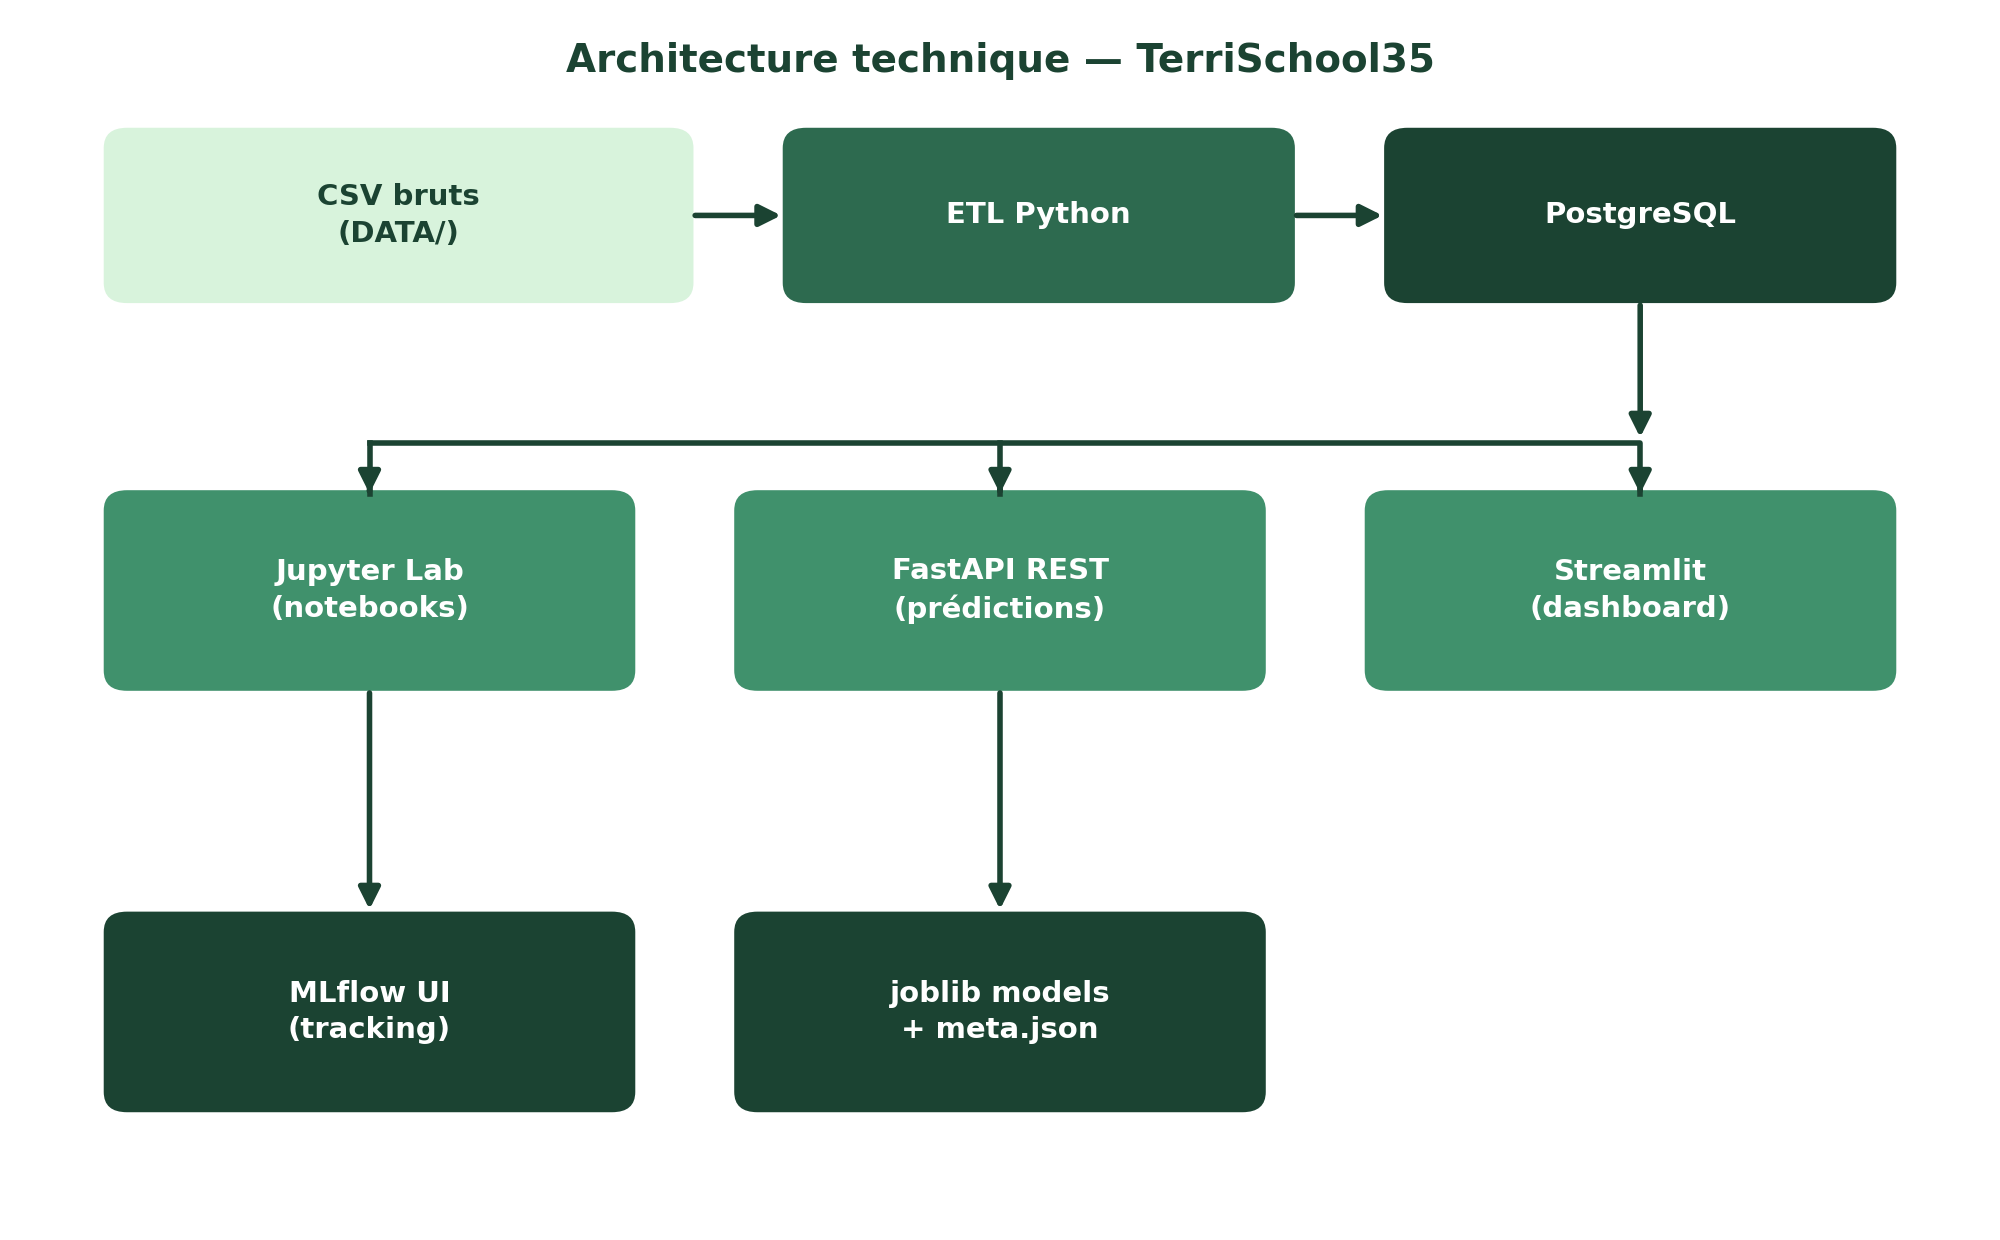 Architecture technique — TerriSchool35
CSV bruts
(DATA/)
ETL Python
PostgreSQL
Jupyter Lab
(notebooks)
FastAPI REST
(prédictions)
Streamlit
(dashboard)
MLflow UI
(tracking)
joblib models
+ meta.json